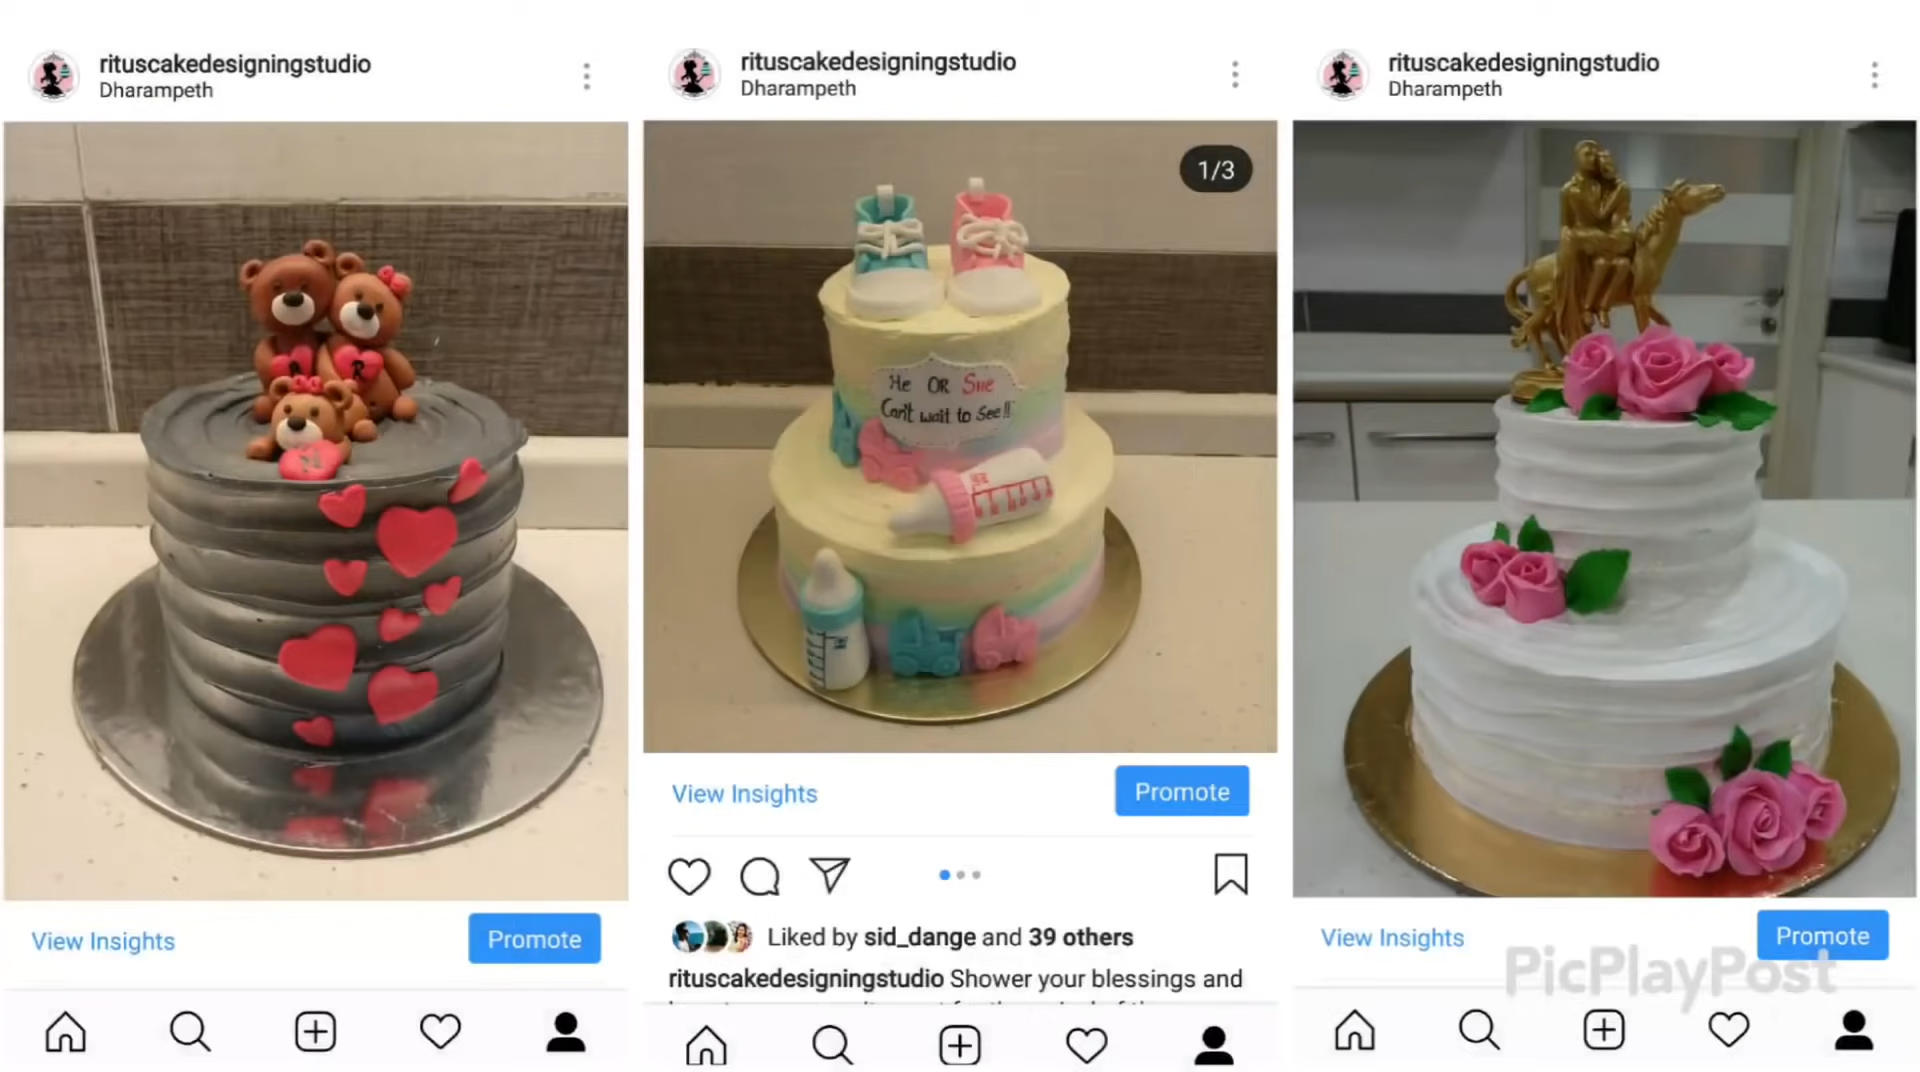 rituscakedesigningstudio
Dharampeth
R
N
View Insights
Promote
rituscakedesigningstudio
Dharampeth
1/3
He OR She
Can't wait to See!!
View Insights
Promote
Liked by sid_dange and 39 others
rituscakedesigningstudio Shower your blessings and
rituscakedesigningstudio
Dharampeth
View Insights
Promote
PicPlayPost